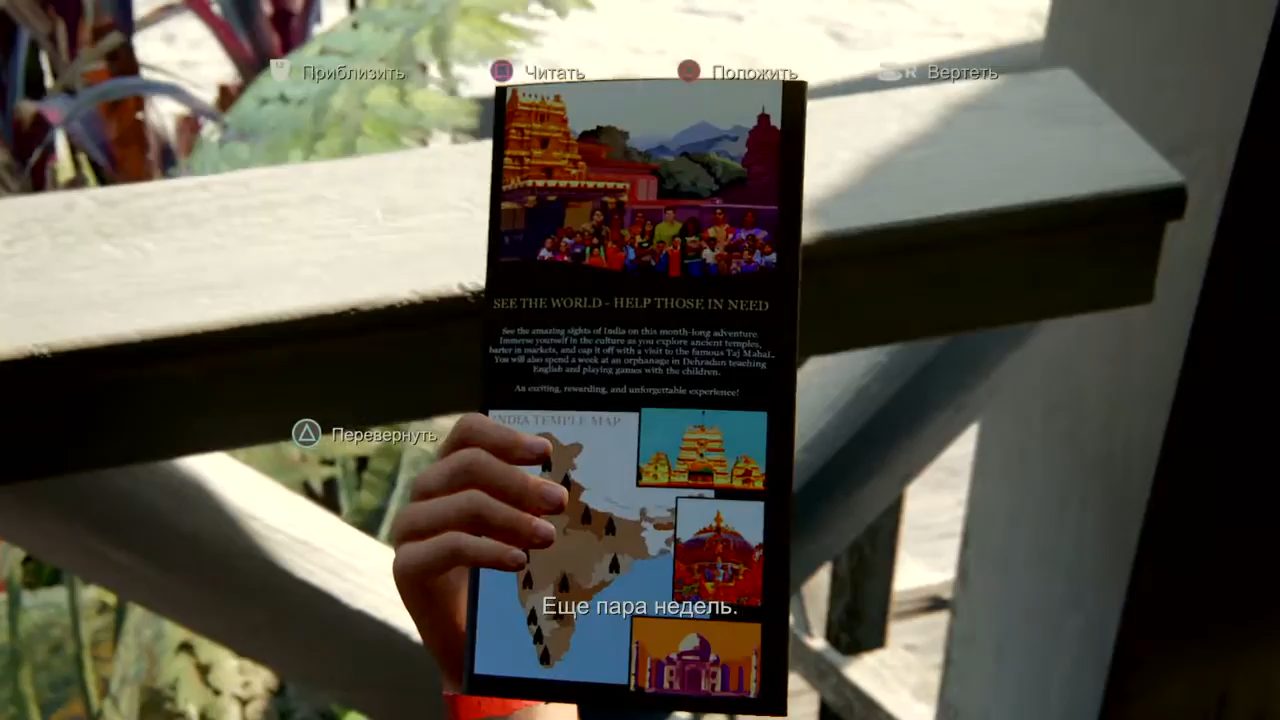 Приблизить
Читать
Положить
R Вертеть
SEE THE WORLD - HELP THOSE IN NEED
See the amazing sights of India on this month-long adventure.
Immerse yourself in the culture as you explore ancient temples,
barter in markets, and cap it off with a visit to the famous Taj Mahal.
You will also spend a week at an orphanage in Dehradun teaching
English and playing games with the children.
An exciting, rewarding, and unforgettable experience!
INDIA TEMPLE MAP
Перевернуть
Еще пара недель.